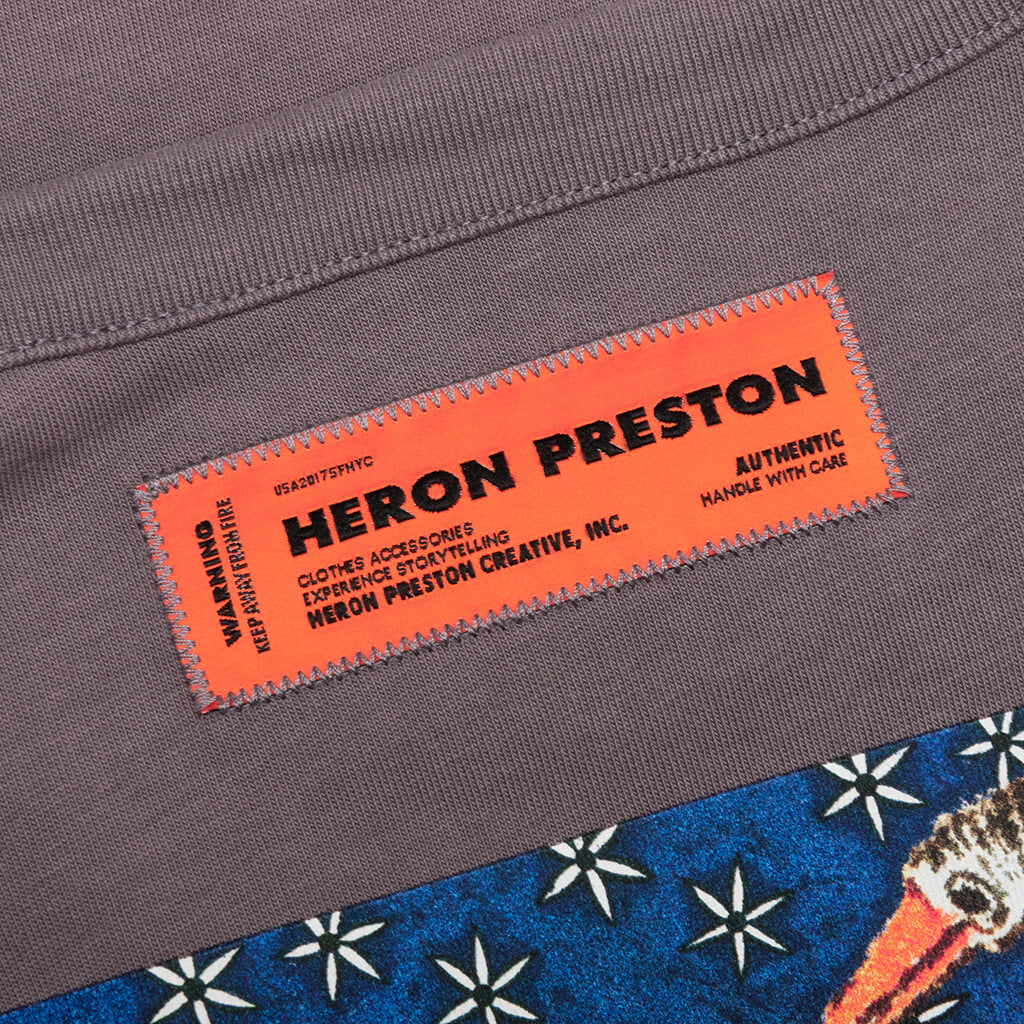 WARNING
KEEP AWAY FROM FIRE
USA20175FNYC
HERON PRESTON
CLOTHES ACCESSORIES
EXPERIENCE STORYTELLING
HERON PRESTON CREATIVE, INC.
AUTHENTIC
HANDLE WITH CARE